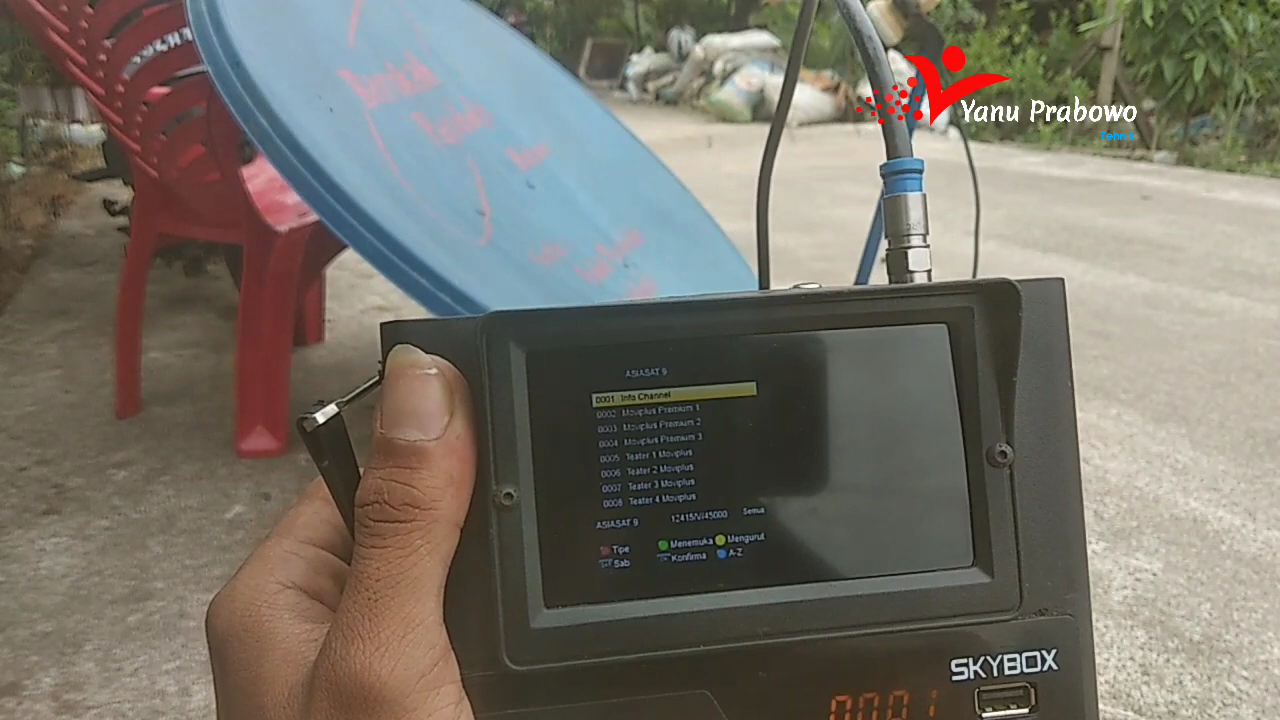 Yanu Prabowo
ASIASAT 9
0001 Info Channel
0002 Moviplus Premium 1
0003 Moviplus Premium 2
0004 Moviplus Premium 3
0005 Teater 1 Moviplus
0006 Teater 2 Moviplus
0007 Teater 3 Moviplus
0008 Teater 4 Moviplus
ASIASAT 9 12415/V/45000 Semua
Tipe Menemuka Mengurut
Sab Konfirma A-Z
SKYBOX
0001